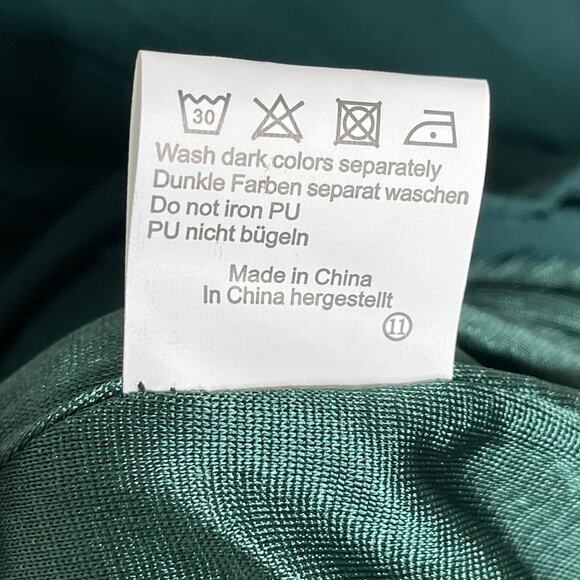 30
Wash dark colors separately
Dunkle Farben separat waschen
Do not iron PU
PU nicht bügeln
Made in China
In China hergestellt
11